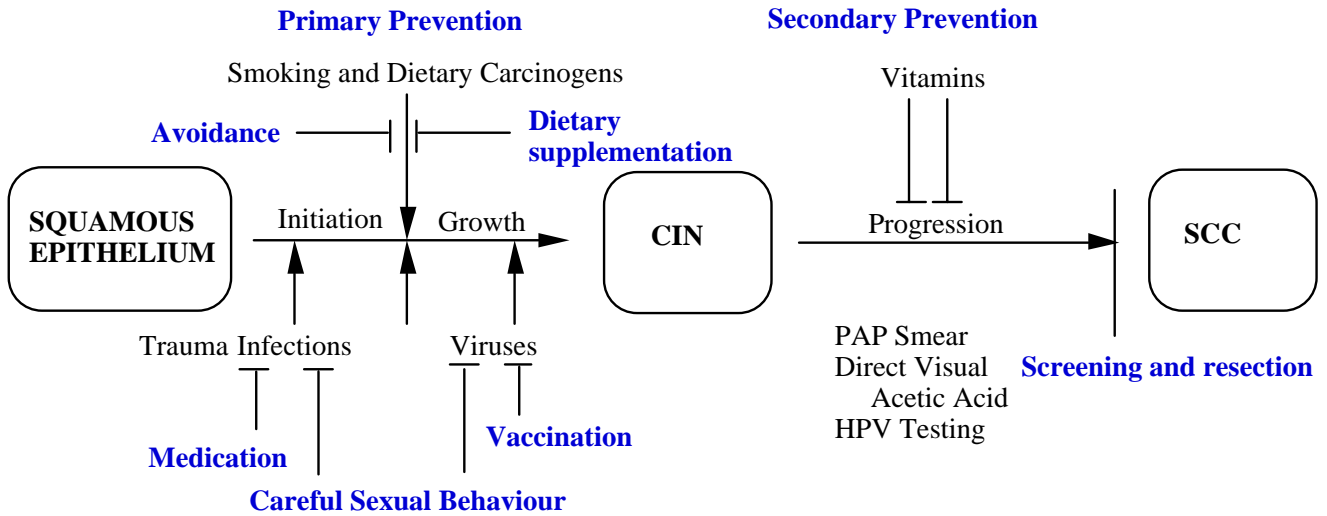 Primary Prevention
Secondary Prevention
Smoking and Dietary Carcinogens
Vitamins
Avoidance
Dietary
supplementation
SQUAMOUS
EPITHELIUM
Initiation
Growth
CIN
Progression
SCC
Trauma Infections
Viruses
PAP Smear
Direct Visual
Acetic Acid
HPV Testing
Screening and resection
Medication
Vaccination
Careful Sexual Behaviour